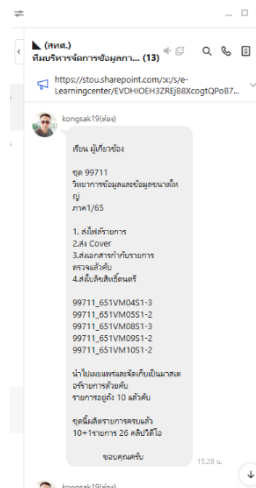 (สทศ.)
ทีมบริหารจัดการข้อมูลกา... (13)
https://stou.sharepoint.com/:x:/s/e-
Learningcenter/EVDHIOEH3ZREjB8XcogtQPoB7...
kongsak19(ต๋อง)
เรียน ผู้เกี่ยวข้อง
ชุด 99711
วิทยาการข้อมูลและข้อมูลขนาดให
ญ่
ภาค1/65
1. ส่งไฟล์รายการ
2.ส่ง Cover
3.ส่งเอกสารกำกับรายการ
ตรวจแล้วครับ
4.ส่งใบลิขสิทธิ์ดนตรี
99711_651VM04S1-3
99711_651VM05S1-2
99711_651VM08S1-3
99711_651VM09S1-2
99711_651VM10S1-2
นำไปเผยแพร่และจัดเก็บเป็นมาสเต
อร์รายการด้วยคับ
รายการอยู่ถัง 10 แล้วคับ
ชุดนี้ผลิตรายการครบแล้ว
10+1รายการ 26 คลิปวีดีโอ
ขอบคุณครับ
15.28 น.
kongsak19(ต๋อง)